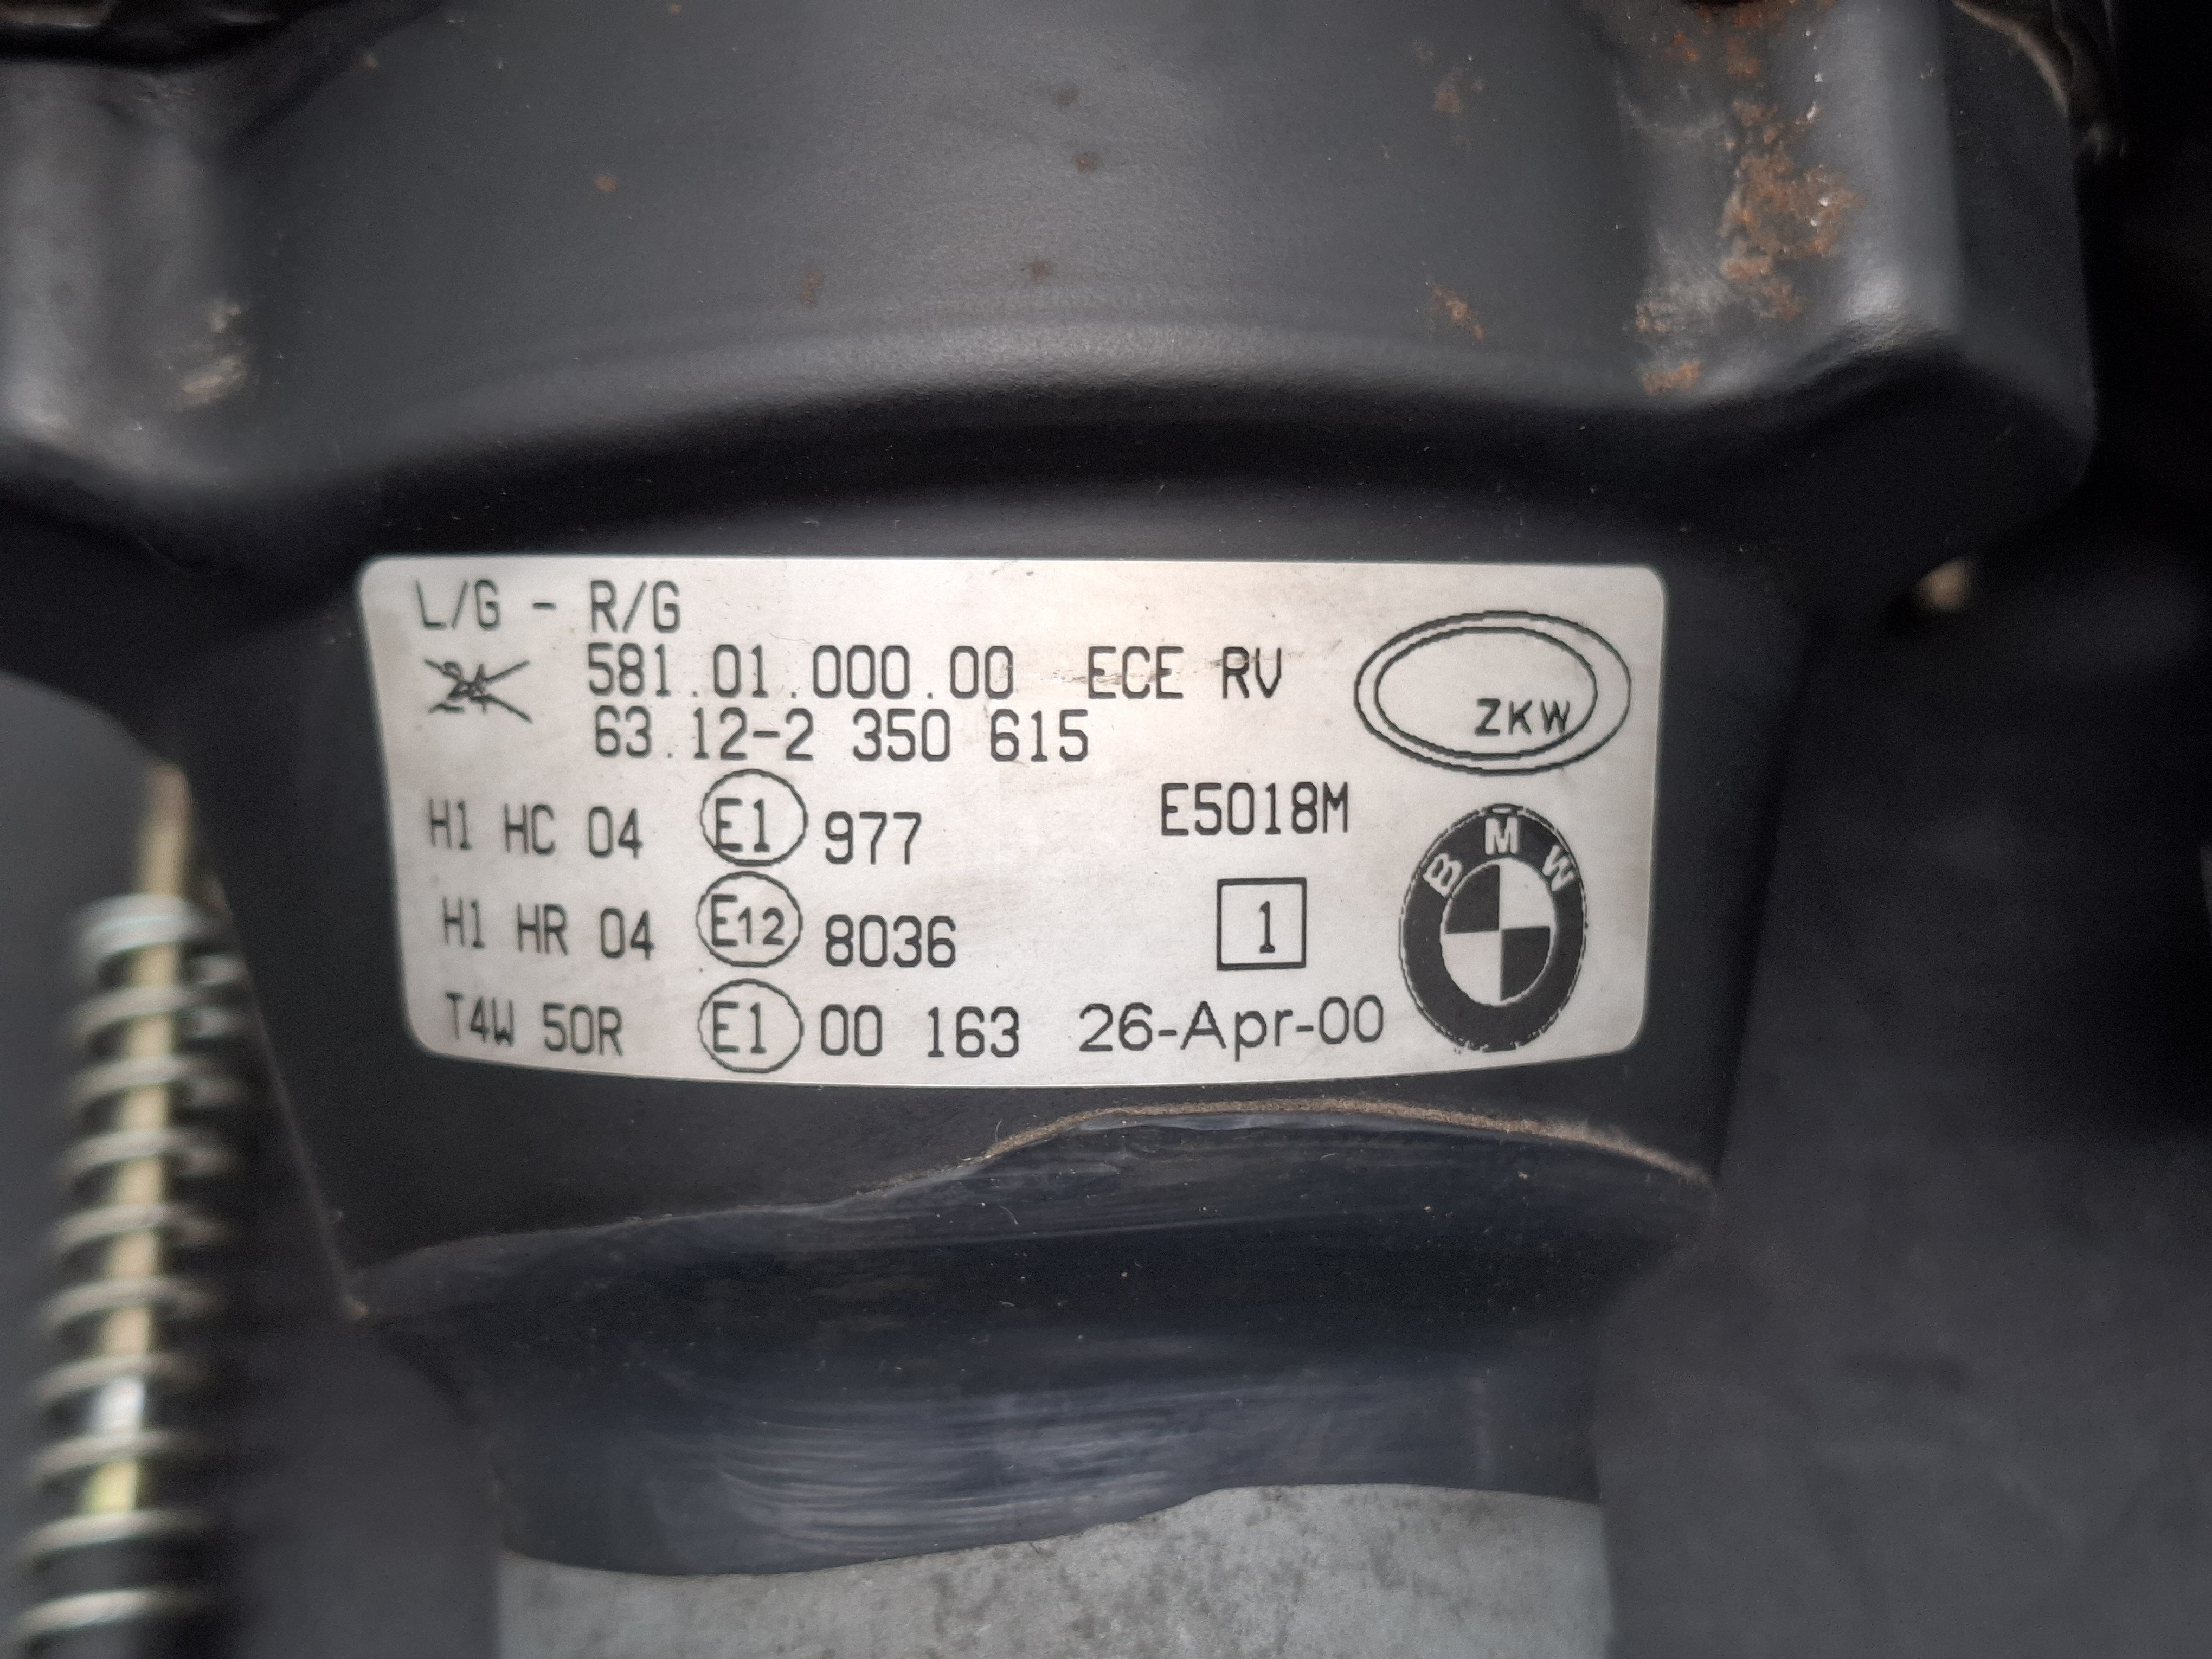 L/G - R/G
24 581.01.000.00 ECE RV
63.12-2 350 615
ZKW
H1 HC 04 E1 977 E5018M
H1 HR 04 E12 8036 1
T4W 50R E1 00 163 26-Apr-00
BMW